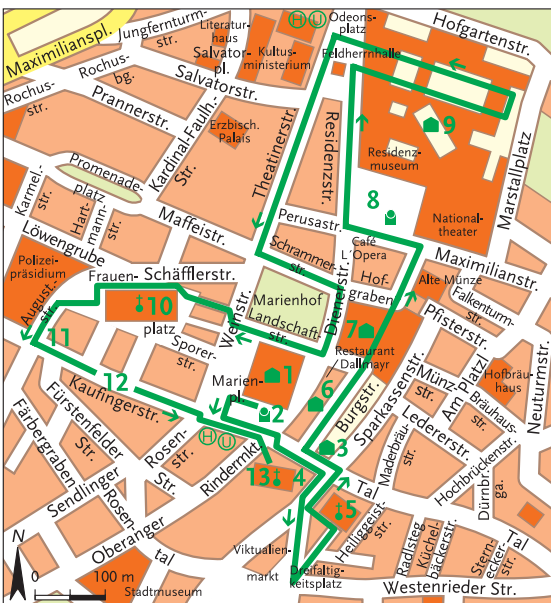 Maximilianspl.
Jungfernturm-
str.
Literatur-
haus
Salvator-
pl.
Kultus-
ministerium
H U
Odeons-
platz
Feldherrnhalle
Hofgartenstr.
Rochus-
str.
Rochus-
bg.
Prannerstr.
Salvatorstr.
Kardinal-Faulh.-
Str.
Erzbisch.
Palais
Theatinerstr.
Residenzstr.
9
Residenz-
museum
8
National-
theater
Marstallplatz
Promenade-
platz
Karmel.-
str.
Hart-
mann-
str.
Maffeistr.
Perusastr.
Schrammer-
str.
Café
L´Opera
Hof-
graben
Maximilianstr.
Löwengrube
Polizei-
präsidium
Frauen-
platz
Schäfflerstr.
10
August.-
str.
11
Weinstr.
Marienhof
Landschaft-
str.
Dienerstr.
Alte Münze
Falkenturm-
str.
Pfisterstr.
7
Restaurant
Dallmayr
Sporer-
str.
12
Kaufingerstr.
Marien-
pl.
1
2
6
Burgstr.
3
Sparkassenstr.
Münz-
str.
Am Platzl
Hofbräu-
haus
Bräuhaus-
str.
Neuturmstr.
Ledererstr.
Maderbräu-
str.
Hochbrückenstr.
Dürnbräu-
ga.
Fürstenfelder
Str.
Färbergraben
Rosen-
Str.
H U
Rindermkt.
13
4
5
Tal
Heiliggeist-
str.
Sendlinger
Str.
Rosen-
tal
Oberanger
Viktualien-
markt
Dreifaltig-
keitsplatz
Radlsteg
Küchel-
bäckerstr.
Stern-
ecker-
str.
Tal
Westenrieder Str.
Stadtmuseum
N
0
100 m